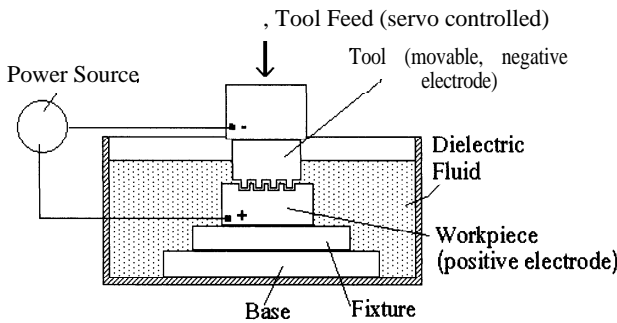 , Tool Feed (servo controlled)
Tool (movable, negative
electrode)
Power Source
-
Dielectric
Fluid
+
Workpiece
(positive electrode)
Base
Fixture